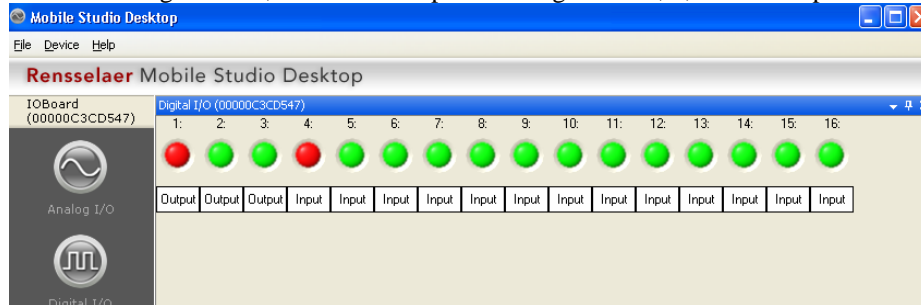 Mobile Studio Desktop
File Device Help
Rensselaer Mobile Studio Desktop
IOBoard
(00000C3CD547)
Digital I/O (00000C3CD547)
1: 2: 3: 4: 5: 6: 7: 8: 9: 10: 11: 12: 13: 14: 15: 16:
Output Output Output Input Input Input Input Input Input Input Input Input Input Input Input Input
Analog I/O
Digital I/O